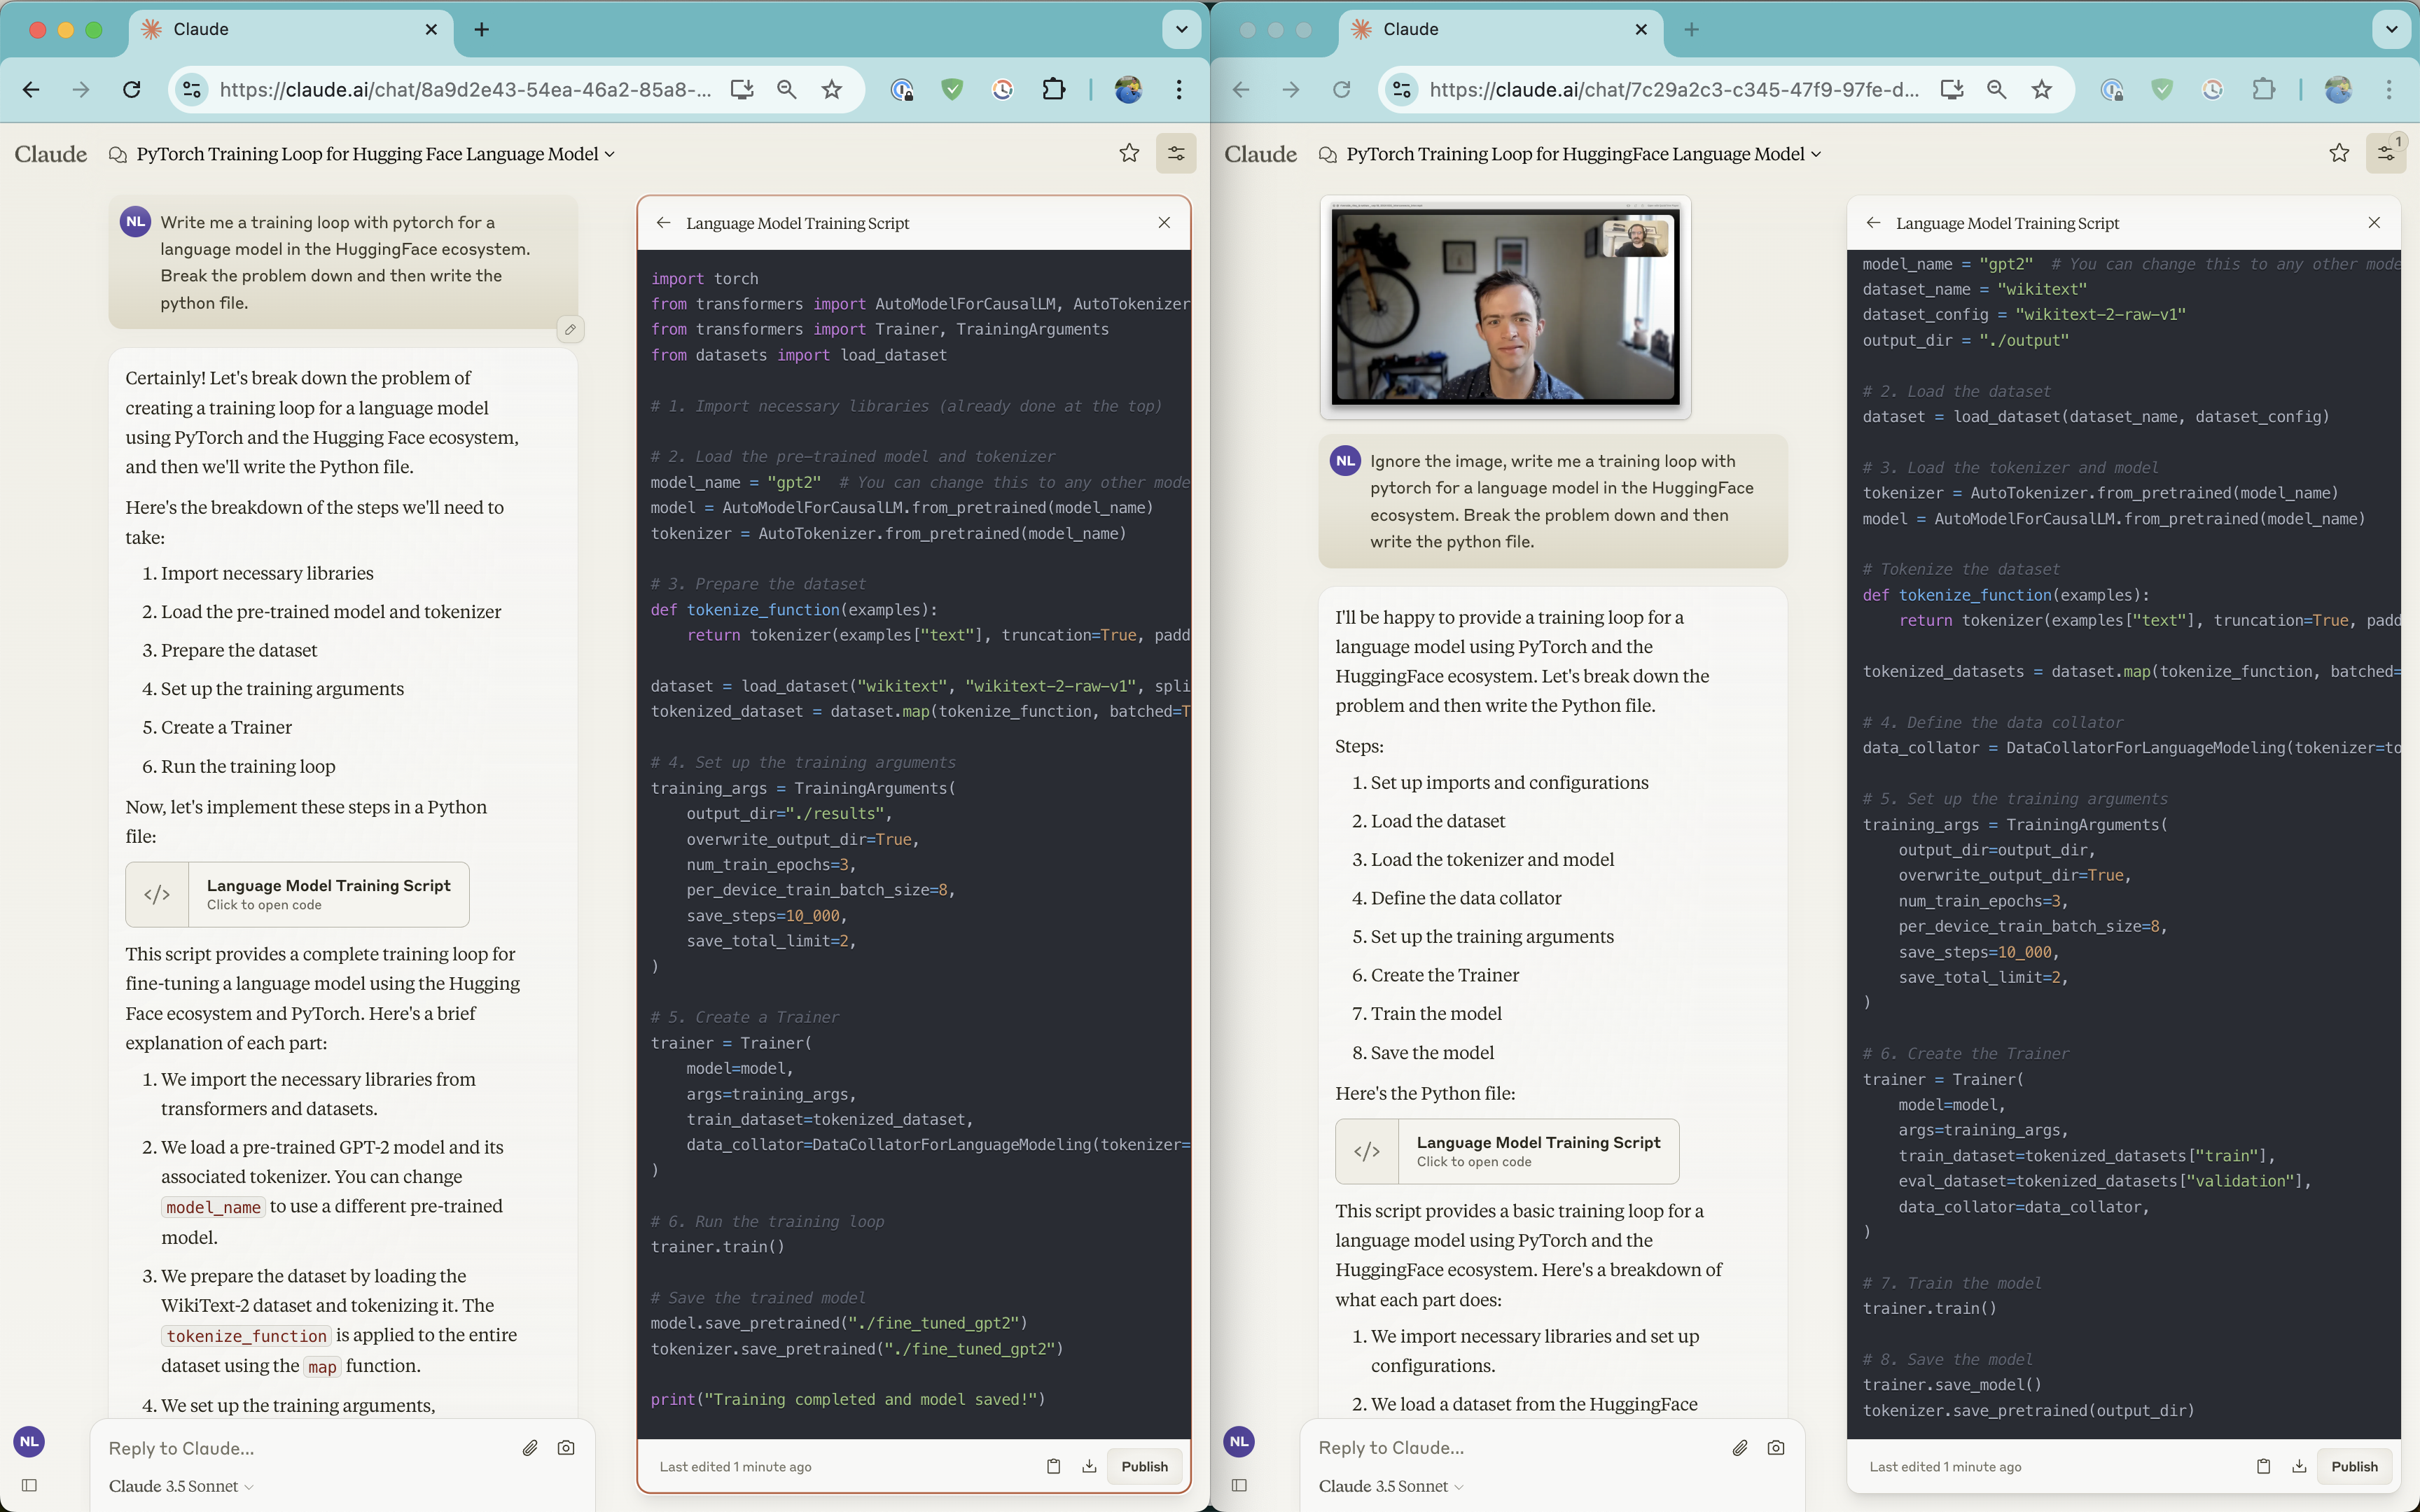 Claude
https://claude.ai/chat/8a9d2e43-54ea-46a2-85a8-...
Claude
PyTorch Training Loop for Hugging Face Language Model
NL
Write me a training loop with pytorch for a
language model in the HuggingFace ecosystem.
Break the problem down and then write the
python file.
Certainly! Let's break down the problem of
creating a training loop for a language model
using PyTorch and the Hugging Face ecosystem,
and then we'll write the Python file.
Here's the breakdown of the steps we'll need to
take:
1. Import necessary libraries
2. Load the pre-trained model and tokenizer
3. Prepare the dataset
4. Set up the training arguments
5. Create a Trainer
6. Run the training loop
Now, let's implement these steps in a Python
file:
</> Language Model Training Script
Click to open code
This script provides a complete training loop for
fine-tuning a language model using the Hugging
Face ecosystem and PyTorch. Here's a brief
explanation of each part:
1. We import the necessary libraries from
transformers and datasets.
2. We load a pre-trained GPT-2 model and its
associated tokenizer. You can change
model_name to use a different pre-trained
model.
3. We prepare the dataset by loading the
WikiText-2 dataset and tokenizing it. The
tokenize_function is applied to the entire
dataset using the map function.
4. We set up the training arguments,
NL
Reply to Claude...
Claude 3.5 Sonnet
Language Model Training Script
import torch
from transformers import AutoModelForCausalLM, AutoTokenizer
from transformers import Trainer, TrainingArguments
from datasets import load_dataset
# 1. Import necessary libraries (already done at the top)
# 2. Load the pre-trained model and tokenizer
model_name = "gpt2"  # You can change this to any other mode
model = AutoModelForCausalLM.from_pretrained(model_name)
tokenizer = AutoTokenizer.from_pretrained(model_name)
# 3. Prepare the dataset
def tokenize_function(examples):
    return tokenizer(examples["text"], truncation=True, padd
dataset = load_dataset("wikitext", "wikitext-2-raw-v1", spli
tokenized_dataset = dataset.map(tokenize_function, batched=T
# 4. Set up the training arguments
training_args = TrainingArguments(
    output_dir="./results",
    overwrite_output_dir=True,
    num_train_epochs=3,
    per_device_train_batch_size=8,
    save_steps=10_000,
    save_total_limit=2,
)
# 5. Create a Trainer
trainer = Trainer(
    model=model,
    args=training_args,
    train_dataset=tokenized_dataset,
    data_collator=DataCollatorForLanguageModeling(tokenizer=
)
# 6. Run the training loop
trainer.train()
# Save the trained model
model.save_pretrained("./fine_tuned_gpt2")
tokenizer.save_pretrained("./fine_tuned_gpt2")
print("Training completed and model saved!")
Last edited 1 minute ago
Publish
Claude
https://claude.ai/chat/7c29a2c3-c345-47f9-97fe-d...
Claude
PyTorch Training Loop for HuggingFace Language Model
1
NL
Ignore the image, write me a training loop with
pytorch for a language model in the HuggingFace
ecosystem. Break the problem down and then
write the python file.
I'll be happy to provide a training loop for a
language model using PyTorch and the
HuggingFace ecosystem. Let's break down the
problem and then write the Python file.
Steps:
1. Set up imports and configurations
2. Load the dataset
3. Load the tokenizer and model
4. Define the data collator
5. Set up the training arguments
6. Create the Trainer
7. Train the model
8. Save the model
Here's the Python file:
</> Language Model Training Script
Click to open code
This script provides a basic training loop for a
language model using PyTorch and the
HuggingFace ecosystem. Here's a breakdown of
what each part does:
1. We import necessary libraries and set up
configurations.
2. We load a dataset from the HuggingFace
NL
Reply to Claude...
Claude 3.5 Sonnet
Language Model Training Script
model_name = "gpt2"  # You can change this to any other mode
dataset_name = "wikitext"
dataset_config = "wikitext-2-raw-v1"
output_dir = "./output"
# 2. Load the dataset
dataset = load_dataset(dataset_name, dataset_config)
# 3. Load the tokenizer and model
tokenizer = AutoTokenizer.from_pretrained(model_name)
model = AutoModelForCausalLM.from_pretrained(model_name)
# Tokenize the dataset
def tokenize_function(examples):
    return tokenizer(examples["text"], truncation=True, padd
tokenized_datasets = dataset.map(tokenize_function, batched=
# 4. Define the data collator
data_collator = DataCollatorForLanguageModeling(tokenizer=to
# 5. Set up the training arguments
training_args = TrainingArguments(
    output_dir=output_dir,
    overwrite_output_dir=True,
    num_train_epochs=3,
    per_device_train_batch_size=8,
    save_steps=10_000,
    save_total_limit=2,
)
# 6. Create the Trainer
trainer = Trainer(
    model=model,
    args=training_args,
    train_dataset=tokenized_datasets["train"],
    eval_dataset=tokenized_datasets["validation"],
    data_collator=data_collator,
)
# 7. Train the model
trainer.train()
# 8. Save the model
trainer.save_model()
tokenizer.save_pretrained(output_dir)
Last edited 1 minute ago
Publish